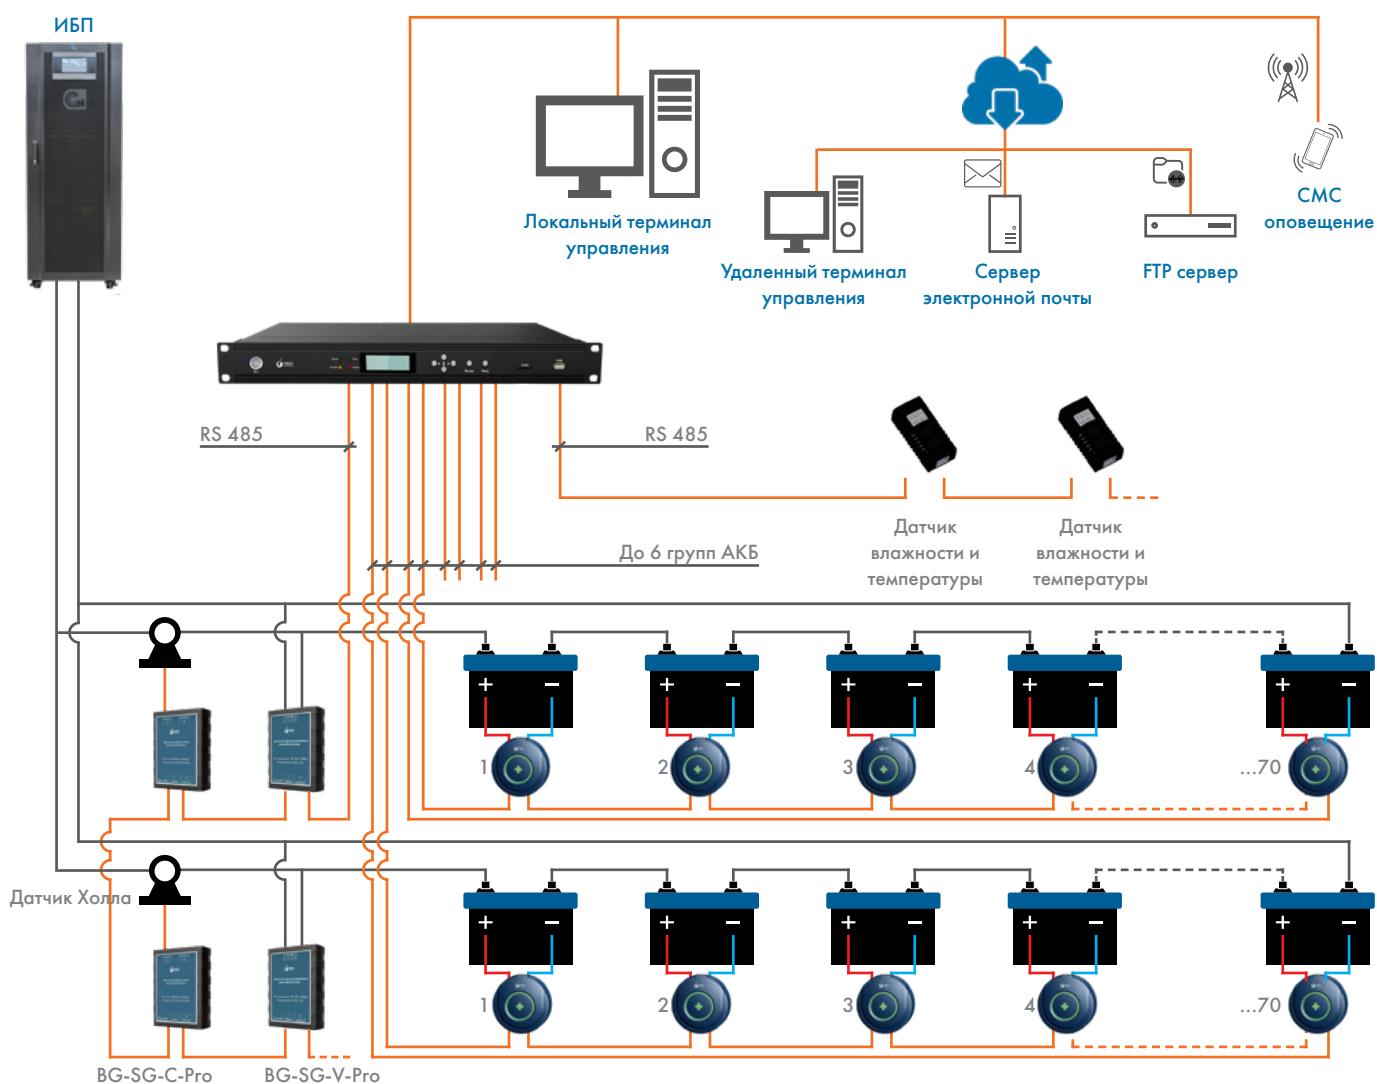 ИБП
Локальный терминал
управления
Удаленный терминал
управления
Сервер
электронной почты
FTP сервер
СМС
оповещение
RS 485
RS 485
До 6 групп АКБ
Датчик
влажности и
температуры
Датчик
влажности и
температуры
+ −
+ −
+ −
+ −
+ −
1
2
3
4
...70
Датчик Холла
+ −
+ −
+ −
+ −
+ −
1
2
3
4
...70
BG-SG-C-Pro
BG-SG-V-Pro